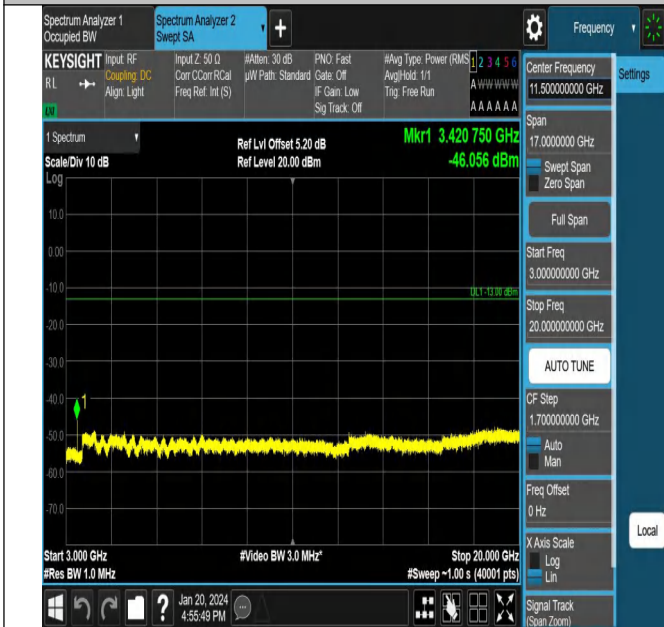 Spectrum Analyzer 1
Occupied BW
Spectrum Analyzer 2
Swept SA
+
Frequency
KEYSIGHT
RL
LXI
Input: RF
Coupling: DC
Align: Light
Input Z: 50 Ω
Corr CCorr RCal
Freq Ref: Int (S)
#Atten: 30 dB
µW Path: Standard
PNO: Fast
Gate: Off
IF Gain: Low
Sig Track: Off
#Avg Type: Power (RMS
Avg|Hold: 1/1
Trig: Free Run
1 2 3 4 5 6
A W W W W W
A A A A A A
1 Spectrum
Scale/Div 10 dB
Ref Lvl Offset 5.20 dB
Ref Level 20.00 dBm
Mkr1 3.420 750 GHz
-46.056 dBm
Log
10.0
0.00
-10.0
-20.0
-30.0
-40.0
-50.0
-60.0
-70.0
DL1 -13.00 dBm
1
Start 3.000 GHz
#Res BW 1.0 MHz
#Video BW 3.0 MHz*
Stop 20.000 GHz
#Sweep ~1.00 s (40001 pts)
Jan 20, 2024
4:55:49 PM
Center Frequency
11.50000000 GHz
Settings
Span
17.0000000 GHz
Swept Span
Zero Span
Full Span
Start Freq
3.000000000 GHz
Stop Freq
20.000000000 GHz
AUTO TUNE
CF Step
1.700000000 GHz
Auto
Man
Freq Offset
0 Hz
X Axis Scale
Log
Lin
Local
Signal Track
(Span Zoom)